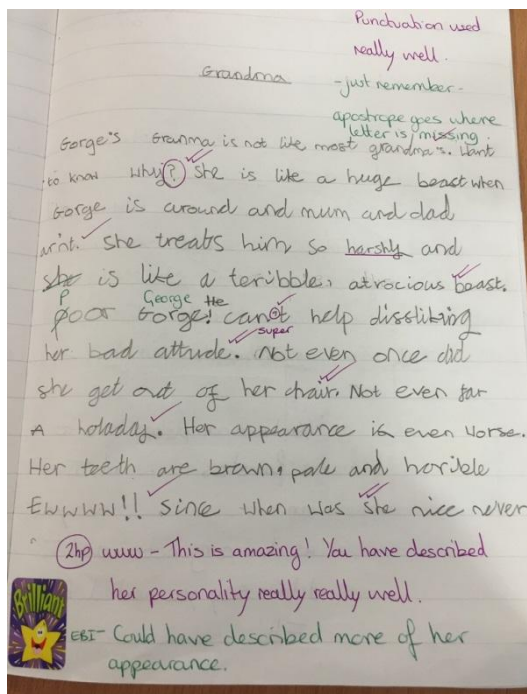 Punctuation used
really well.
Grandma
-just remember-
apostrope goes where
letter is missing.
Gorge's Granma is not like most grandma's. Want
to know why? She is like a huge beast when
Gorge is around and mum and dad
ar'nt. She treats him so harshly and
she is like a teribble, atrocious beast.
P George He
poor Gorge! can't help dissliking
super
her bad attude. Not even once did
she get out of her chair. Not even for
A holaday. Her appearance is even worse.
Her teeth are brown, pale and horible
Ewwww!! Since when was she nice never
2hp www - This is amazing! You have described
her personality really really well.
Brilliant
EBI - Could have described more of her
appearance.